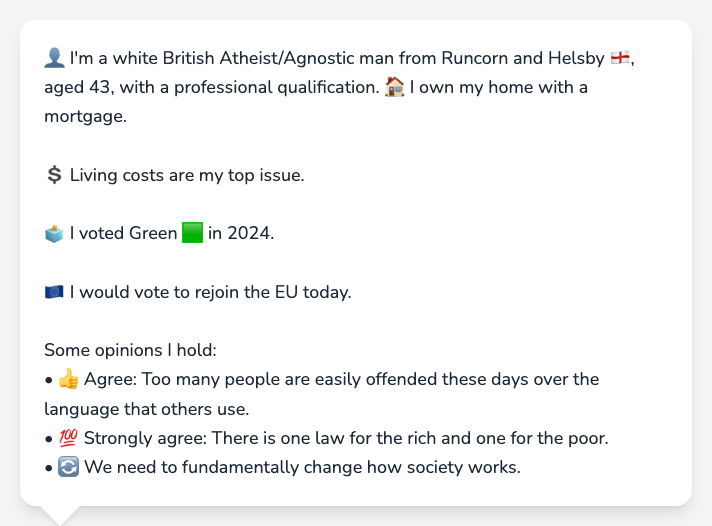 👤 I'm a white British Atheist/Agnostic man from Runcorn and Helsby 🏴󠁧󠁢󠁥󠁮󠁧󠁿,
aged 43, with a professional qualification. 🏠 I own my home with a
mortgage.
💲 Living costs are my top issue.
🗳️ I voted Green 🟩 in 2024.
🇪🇺 I would vote to rejoin the EU today.
Some opinions I hold:
• 👍 Agree: Too many people are easily offended these days over the
language that others use.
• 💯 Strongly agree: There is one law for the rich and one for the poor.
• 🔄 We need to fundamentally change how society works.